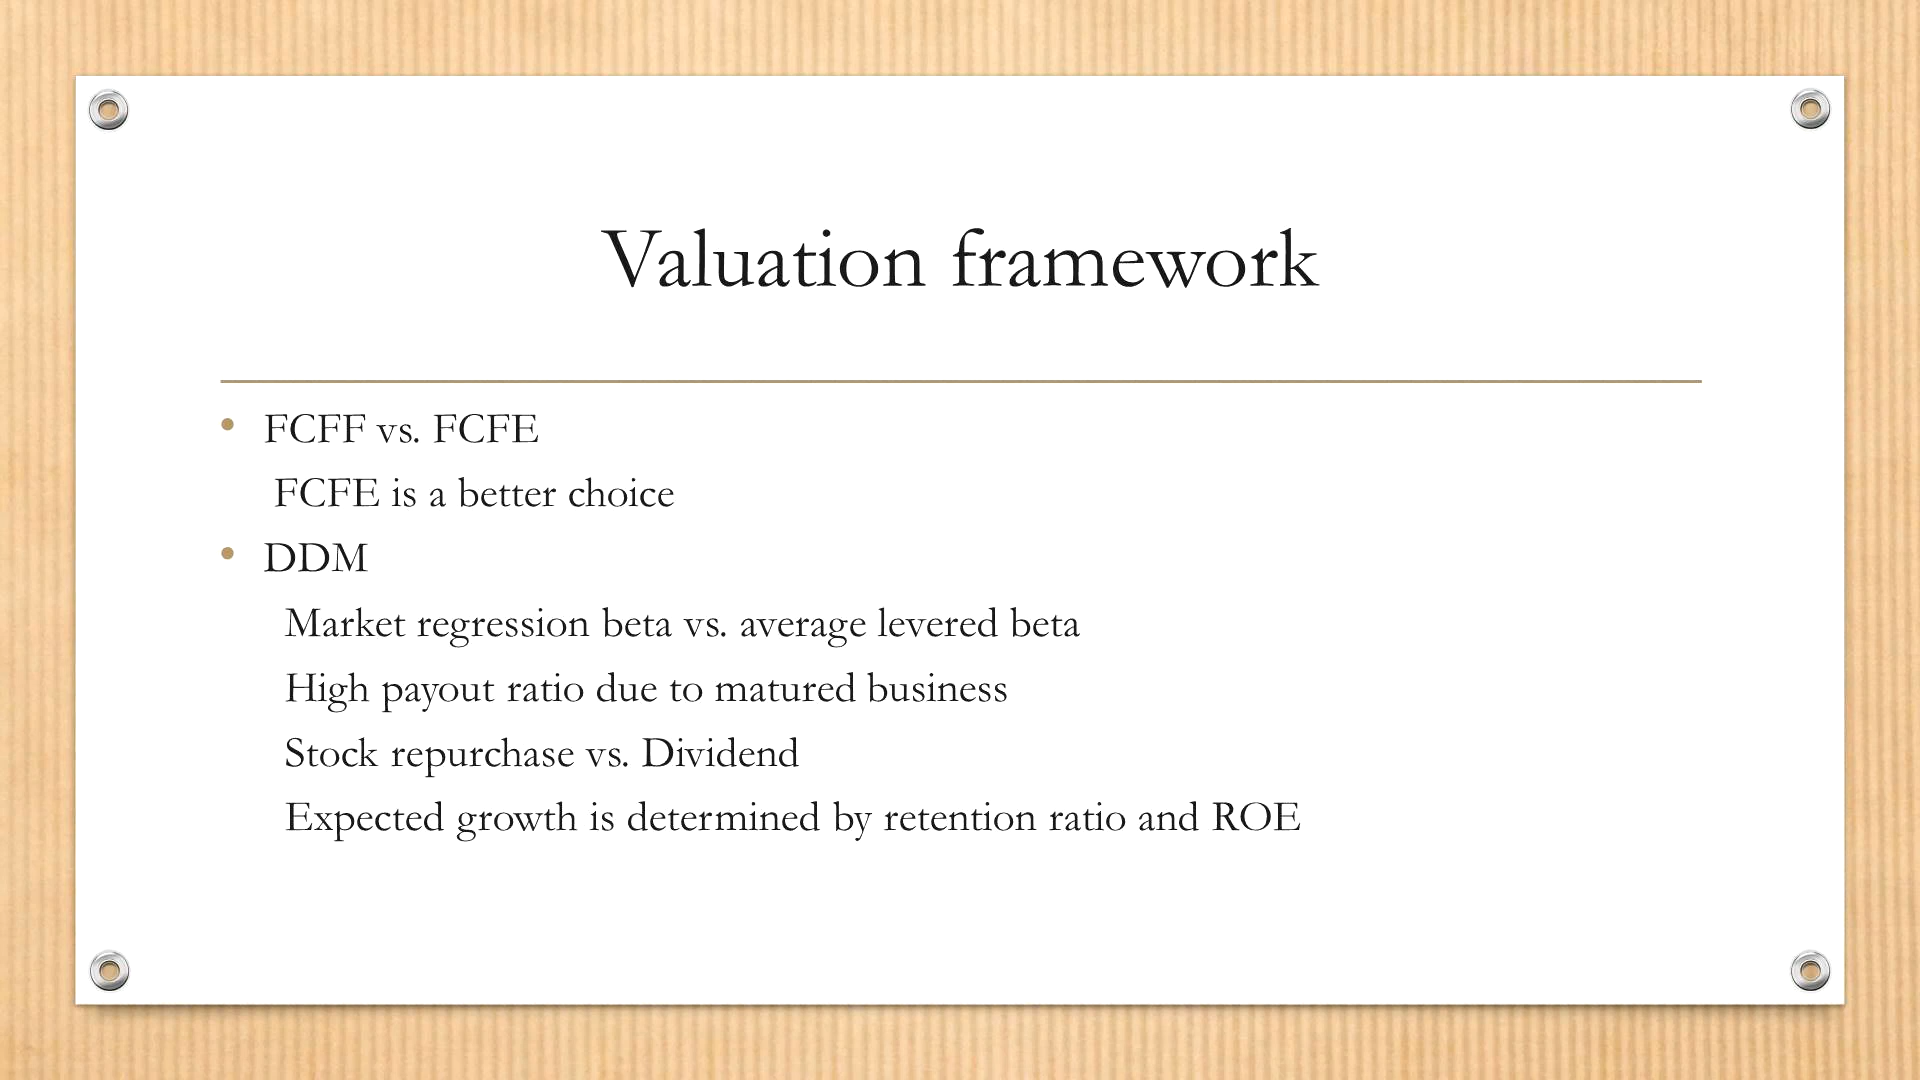 Valuation framework
• FCFF vs. FCFE
FCFE is a better choice
• DDM
Market regression beta vs. average levered beta
High payout ratio due to matured business
Stock repurchase vs. Dividend
Expected growth is determined by retention ratio and ROE